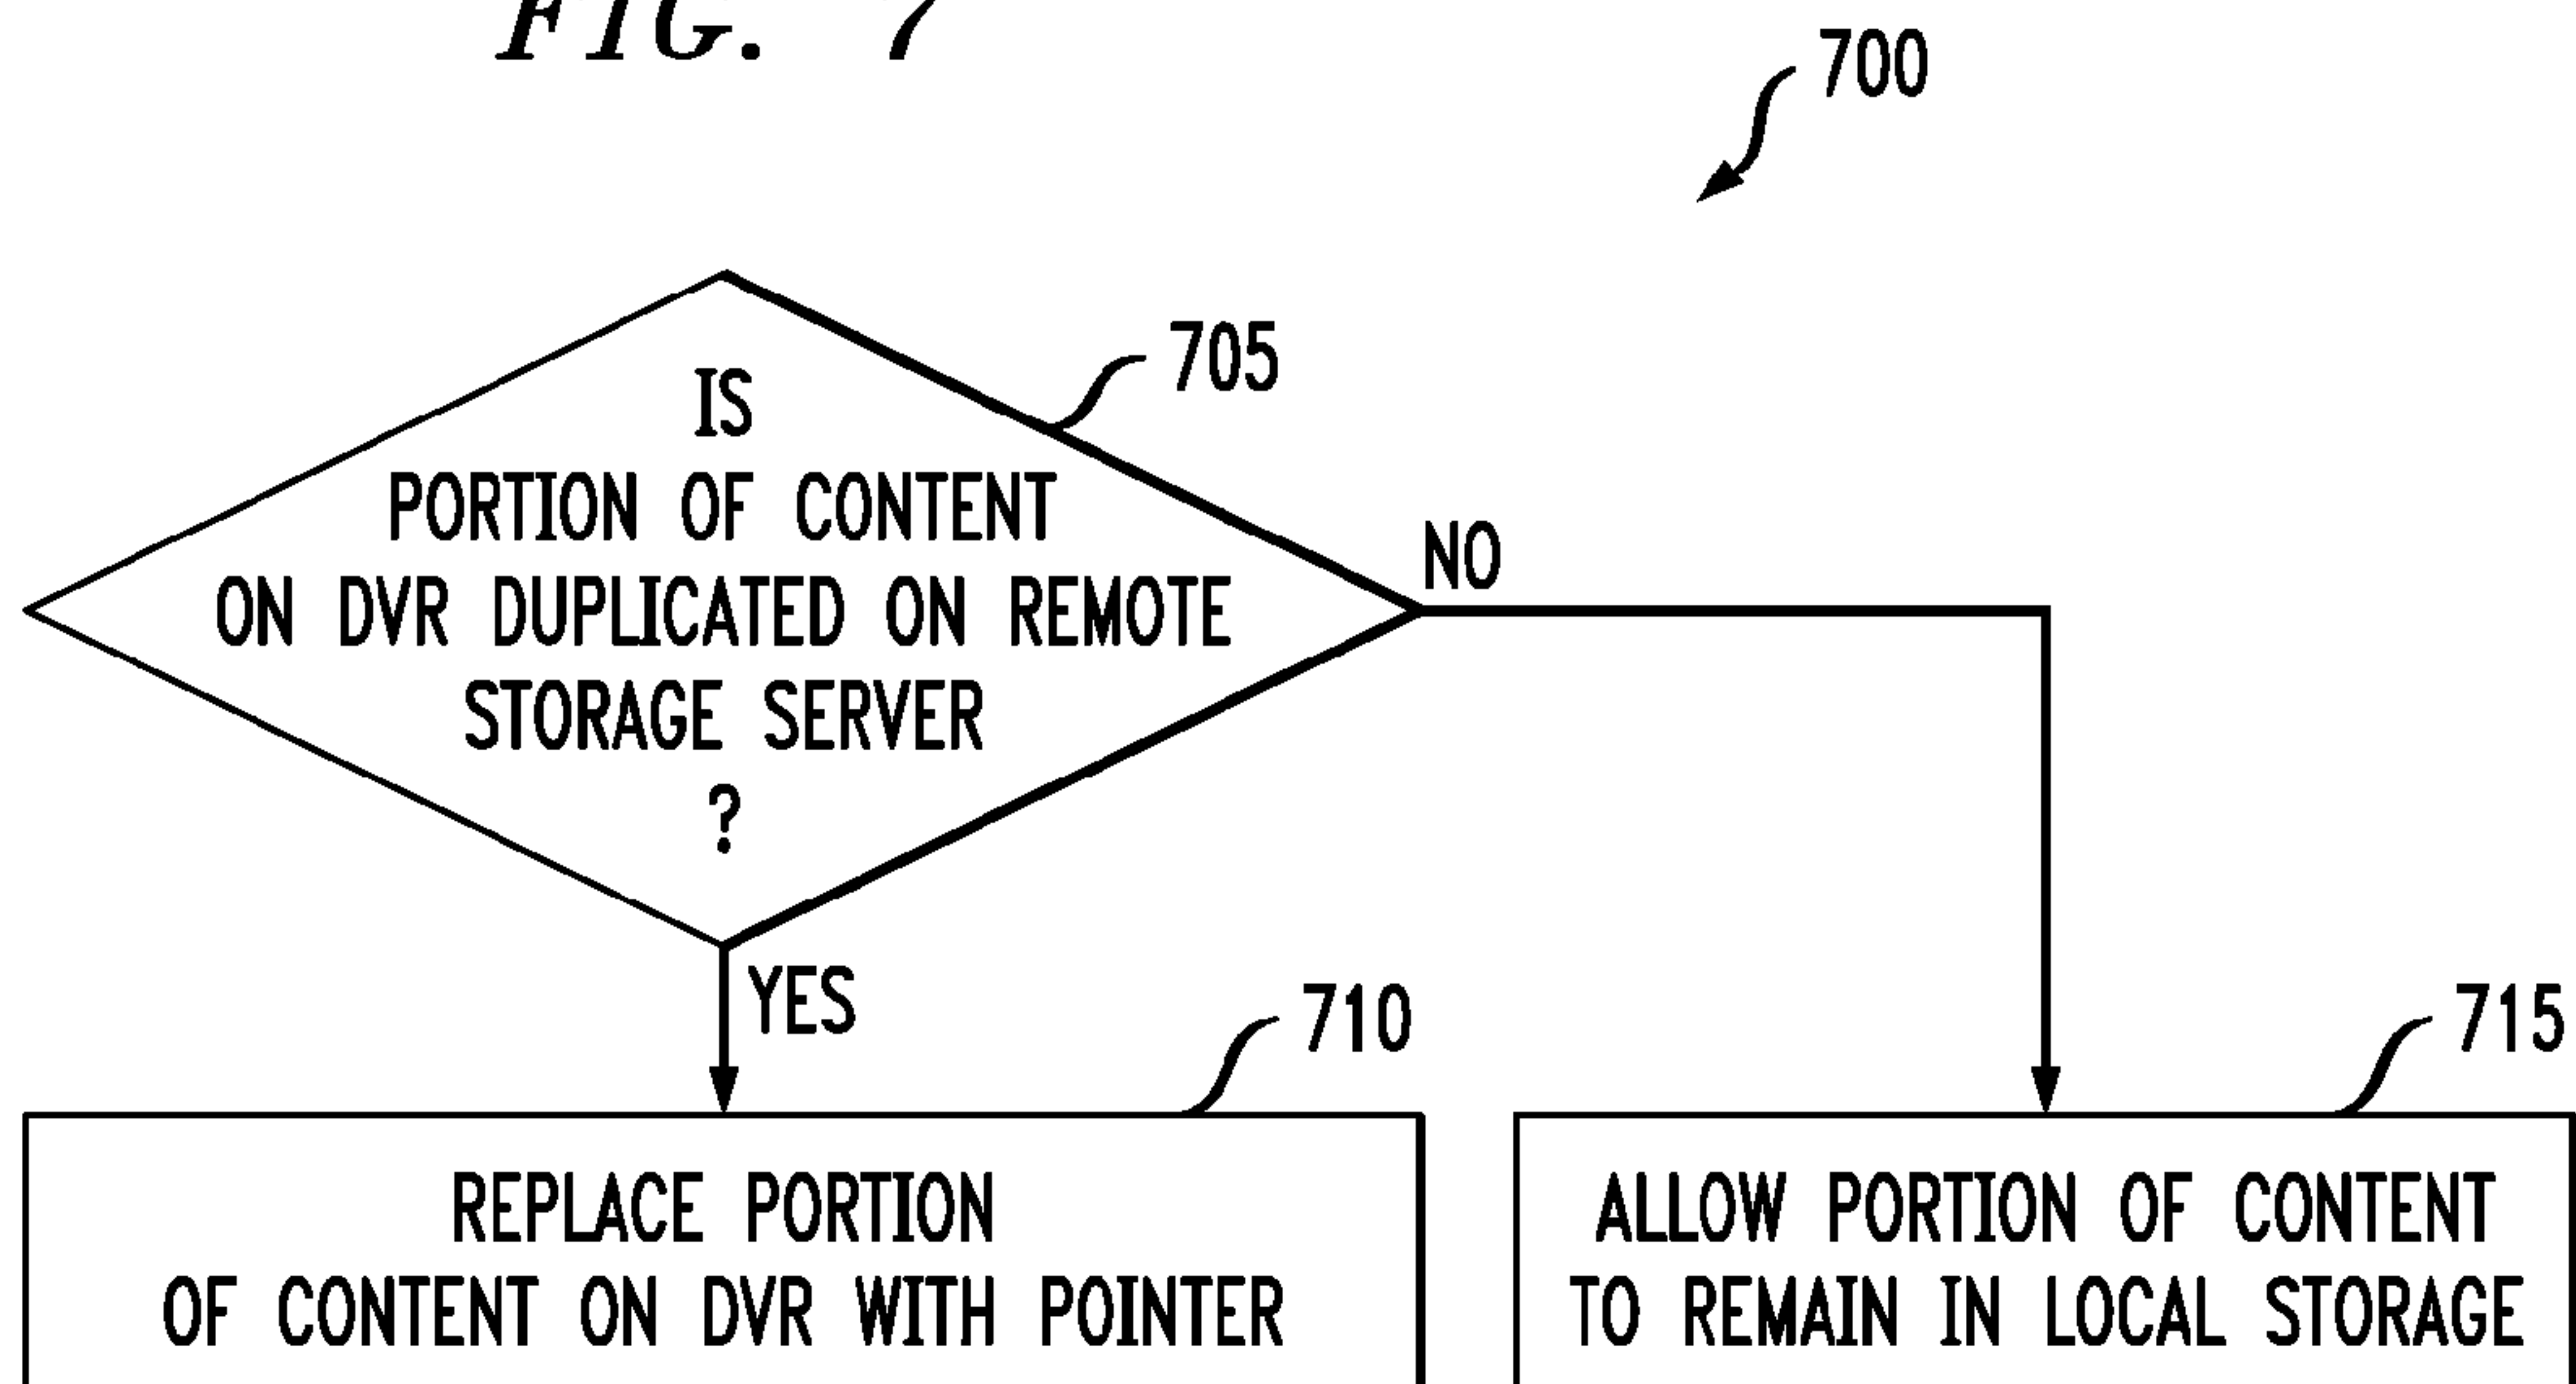 FIG. 7
700
705
IS
PORTION OF CONTENT
ON DVR DUPLICATED ON REMOTE
STORAGE SERVER
?
NO
YES
710
715
REPLACE PORTION
OF CONTENT ON DVR WITH POINTER
ALLOW PORTION OF CONTENT
TO REMAIN IN LOCAL STORAGE